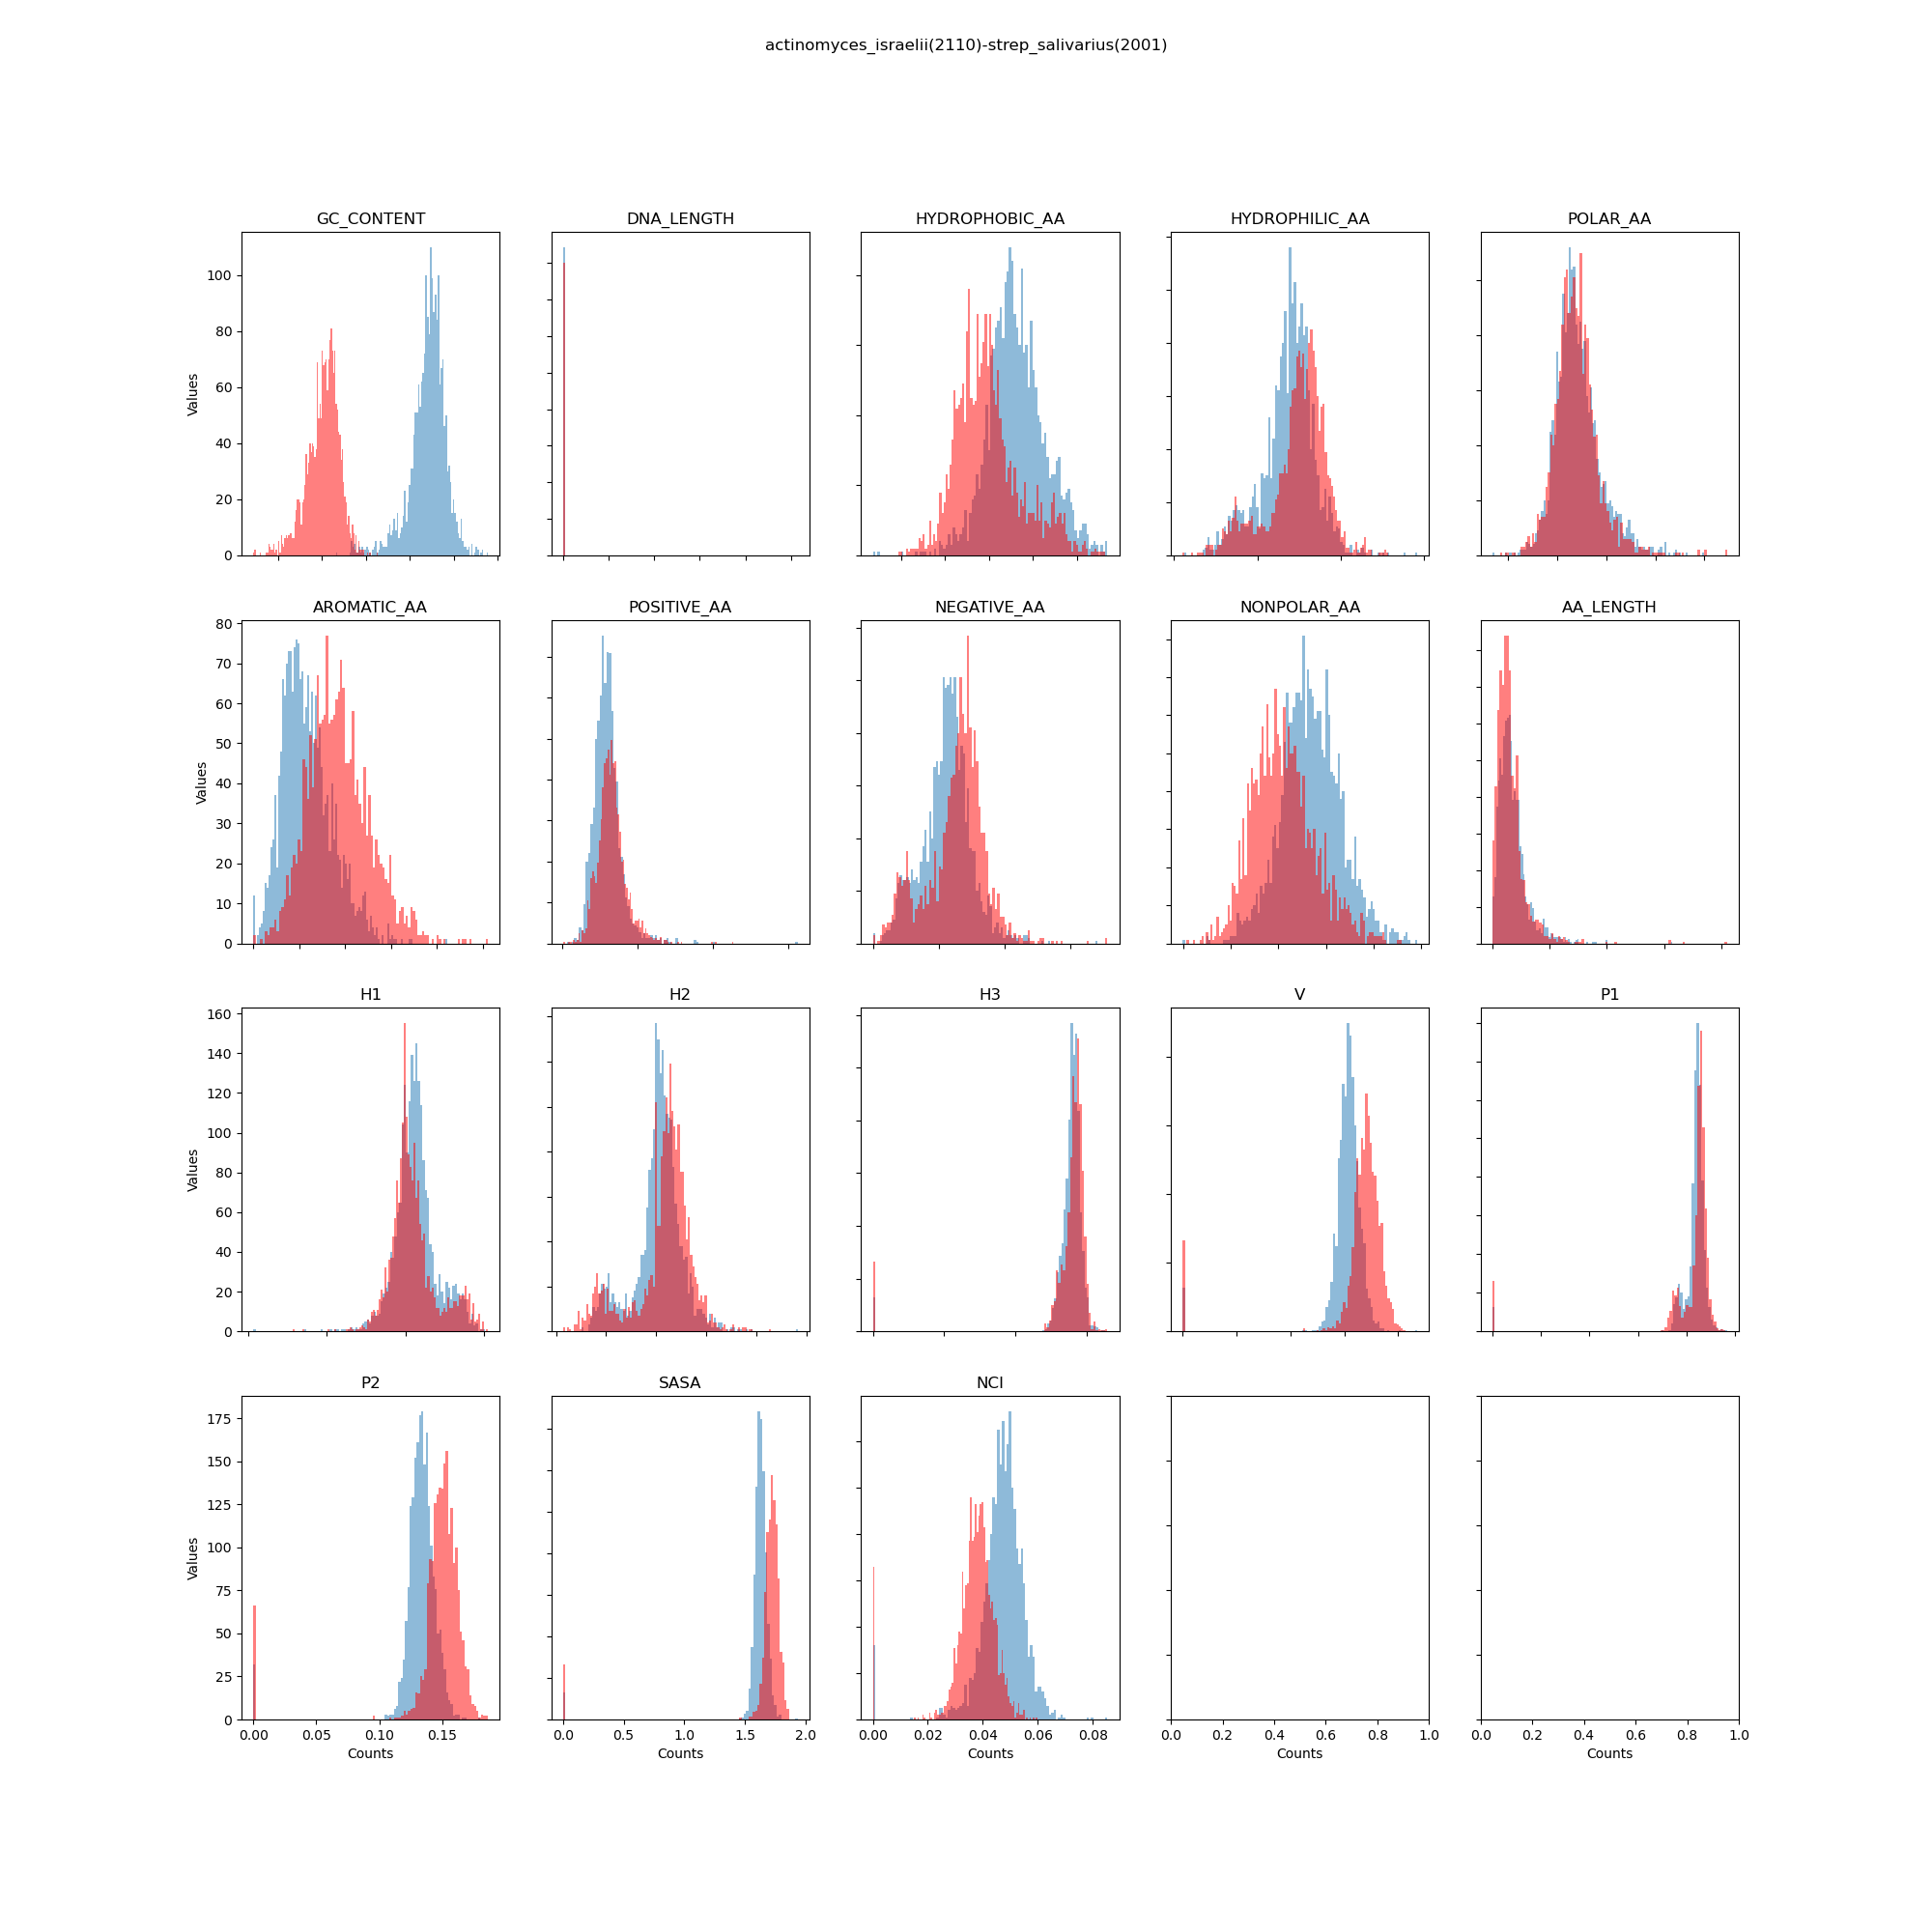 actinomyces_israelii(2110)-strep_salivarius(2001)
GC_CONTENT DNA_LENGTH HYDROPHOBIC_AA HYDROPHILIC_AA POLAR_AA
100
80
60
40
20
0
Values
AROMATIC_AA POSITIVE_AA NEGATIVE_AA NONPOLAR_AA AA_LENGTH
80
70
60
50
40
30
20
10
0
Values
H1 H2 H3 V P1
160
140
120
100
80
60
40
20
0
Values
P2 SASA NCI
175
150
125
100
75
50
25
0
Values
0.00 0.05 0.10 0.15 0.0 0.5 1.0 1.5 2.0 0.00 0.02 0.04 0.06 0.08 0.0 0.2 0.4 0.6 0.8 1.0 0.0 0.2 0.4 0.6 0.8 1.0
Counts Counts Counts Counts Counts